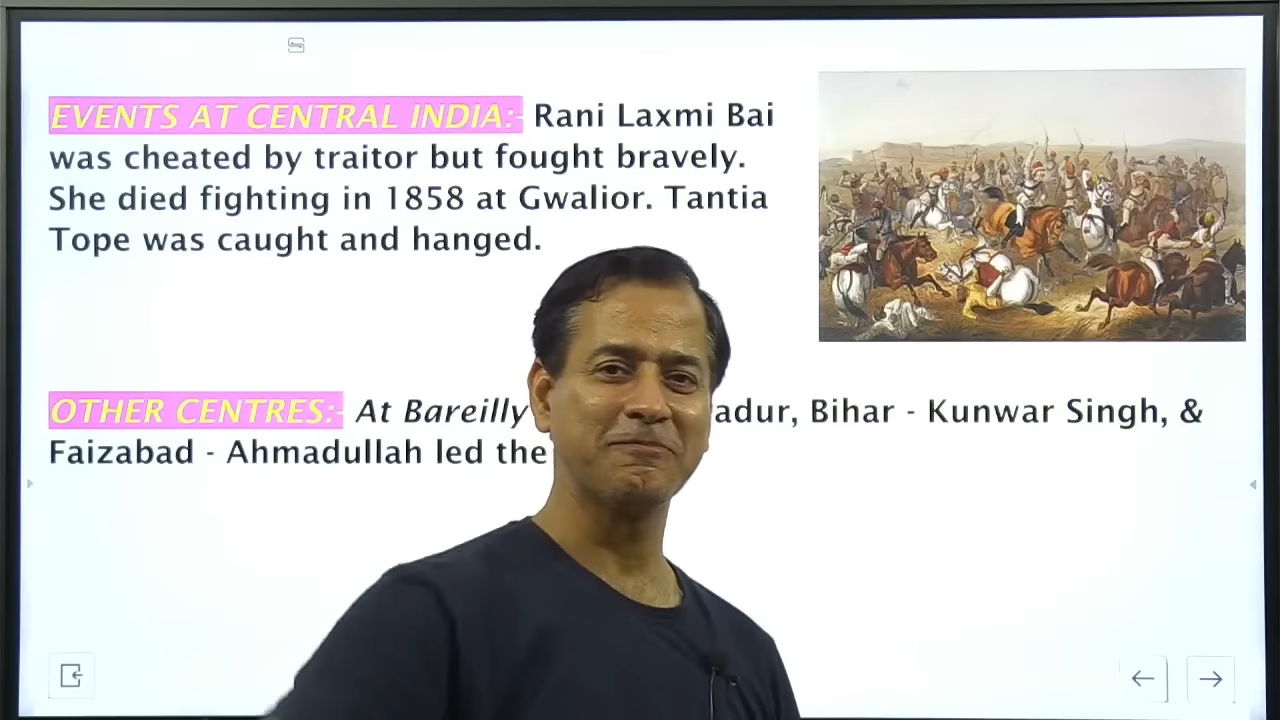 EVENTS AT CENTRAL INDIA:- Rani Laxmi Bai
was cheated by traitor but fought bravely.
She died fighting in 1858 at Gwalior. Tantia
Tope was caught and hanged.
OTHER CENTRES:- At Bareilly adur, Bihar - Kunwar Singh, &
Faizabad - Ahmadullah led the